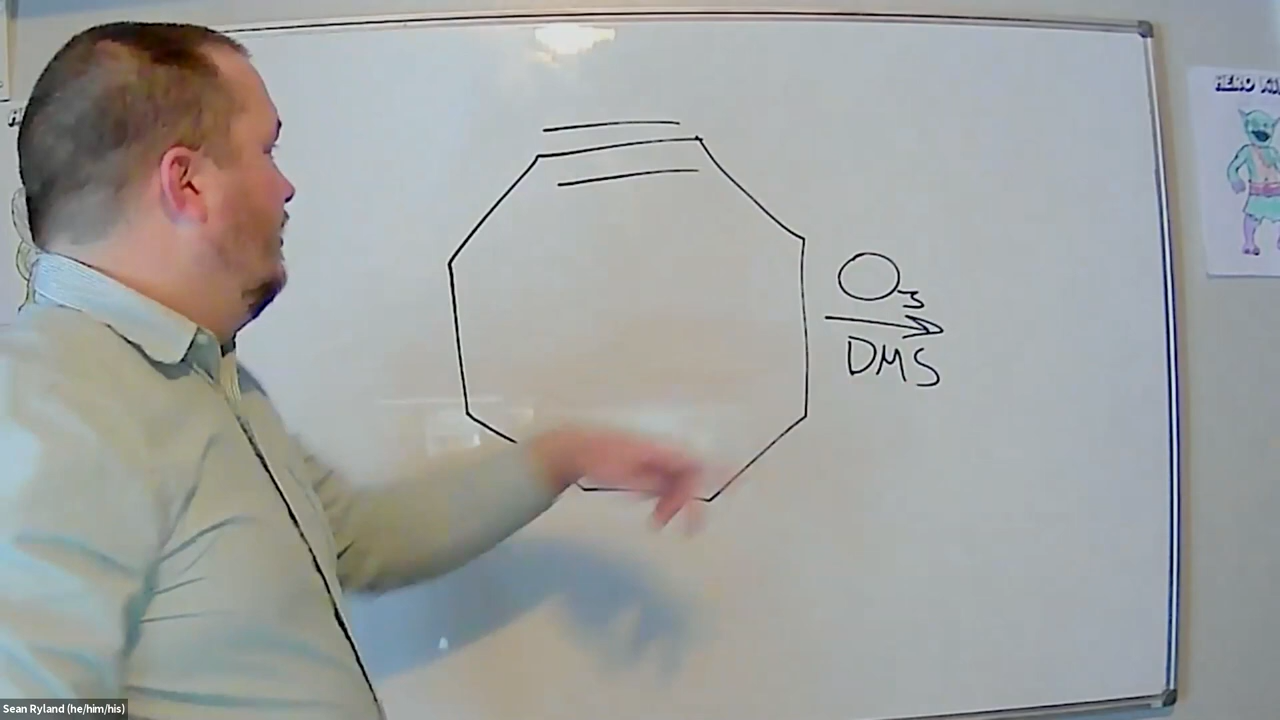 HERO KI
O₃
DMS
Sean Ryland (he/him/his)